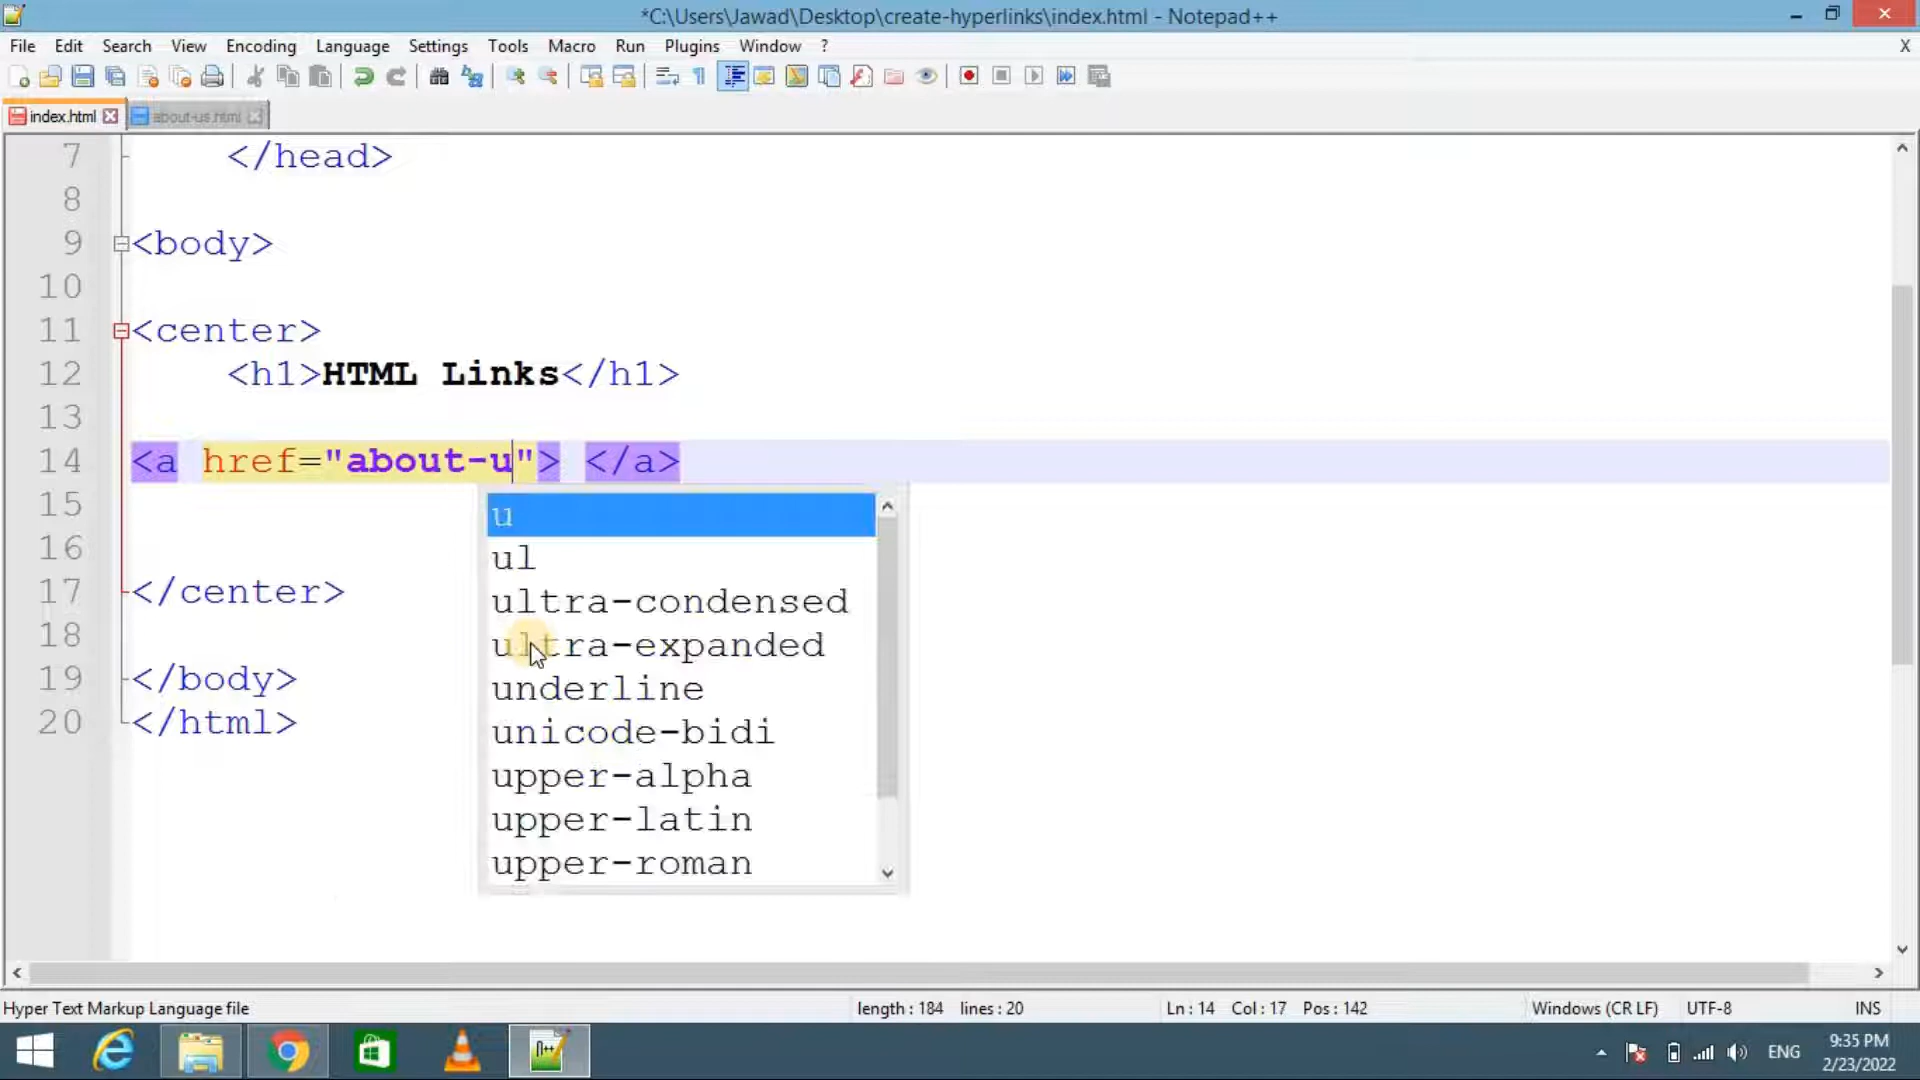 *C:\Users\Jawad\Desktop\create-hyperlinks\index.html - Notepad++
File Edit Search View Encoding Language Settings Tools Macro Run Plugins Window ? X
index.html about-us.html
7 </head>
8
9 <body>
10
11 <center>
12 <h1>HTML Links</h1>
13
14 <a href="about-u"> </a>
15
16
17 </center>
18
19 </body>
20 </html>
u
ul
ultra-condensed
ultra-expanded
underline
unicode-bidi
upper-alpha
upper-latin
upper-roman
Hyper Text Markup Language file length : 184 lines : 20 Ln : 14 Col : 17 Pos : 142 Windows (CR LF) UTF-8 INS
ENG
9:35 PM
2/23/2022